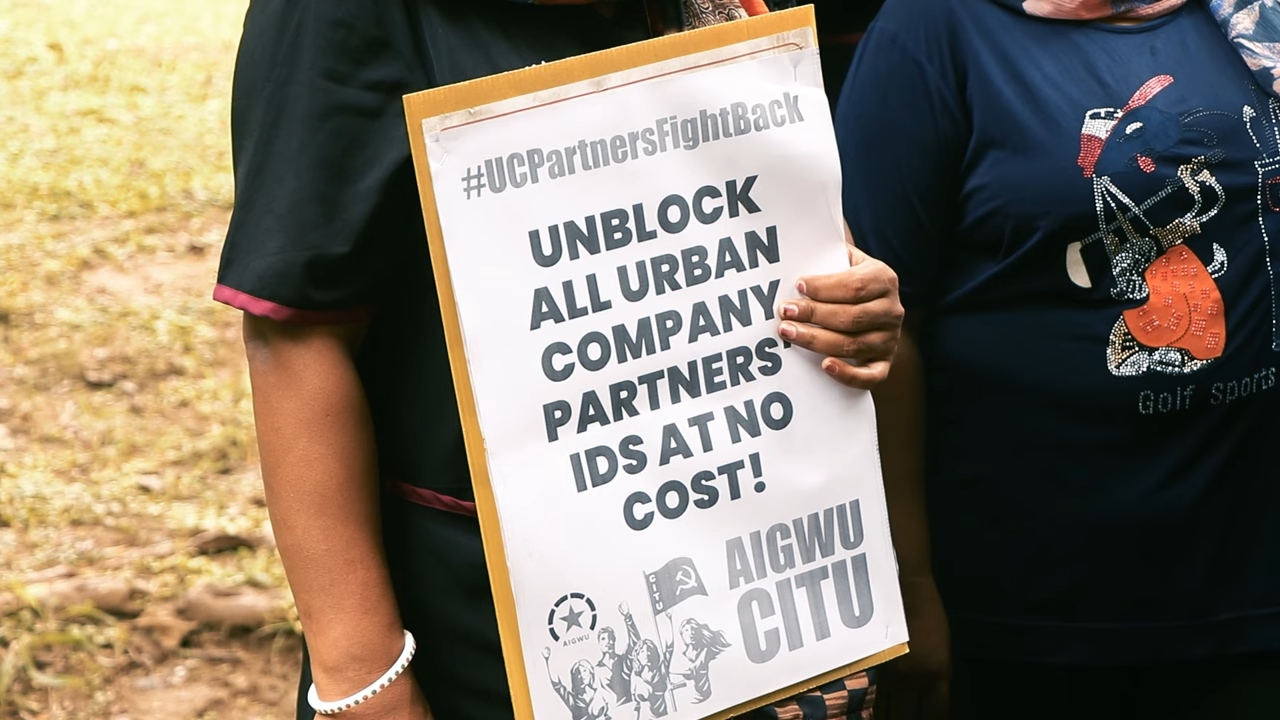 #UCPartnersFightBack
UNBLOCK
ALL URBAN
COMPANY
PARTNERS'
IDS AT NO
COST!
AIGWU
CITU
CITU
AIGWU
Golf Sports